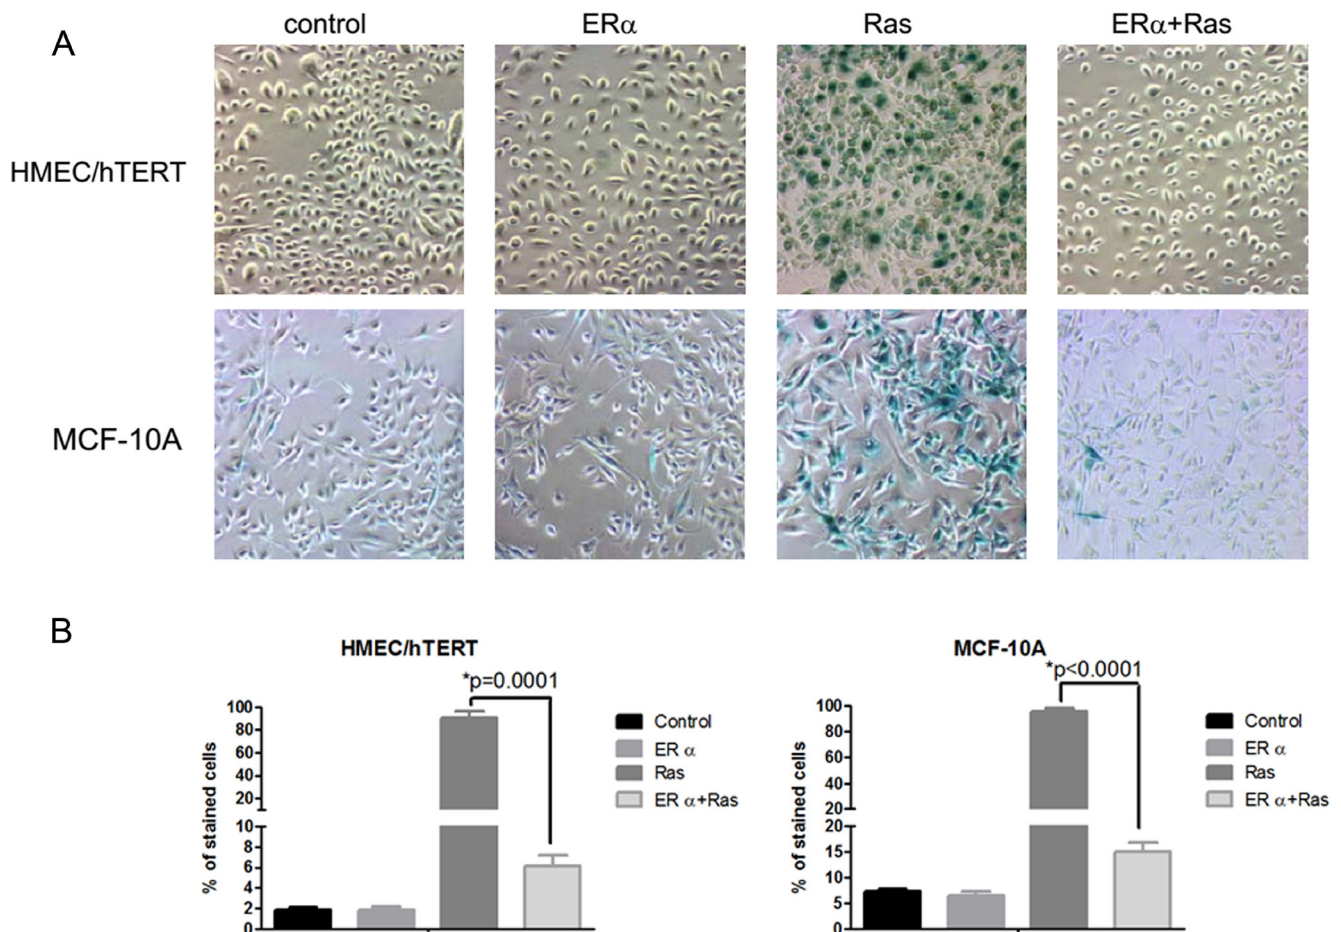 A
control
ERα
Ras
ERα+Ras
HMEC/hTERT
MCF-10A
B
HMEC/hTERT
*p=0.0001
% of stained cells
100
80
60
40
20
10
8
6
4
2
0
Control
ER α
Ras
ER α+Ras
MCF-10A
*p<0.0001
% of stained cells
100
80
60
40
20
20
15
10
5
0
Control
ER α
Ras
ER α+Ras